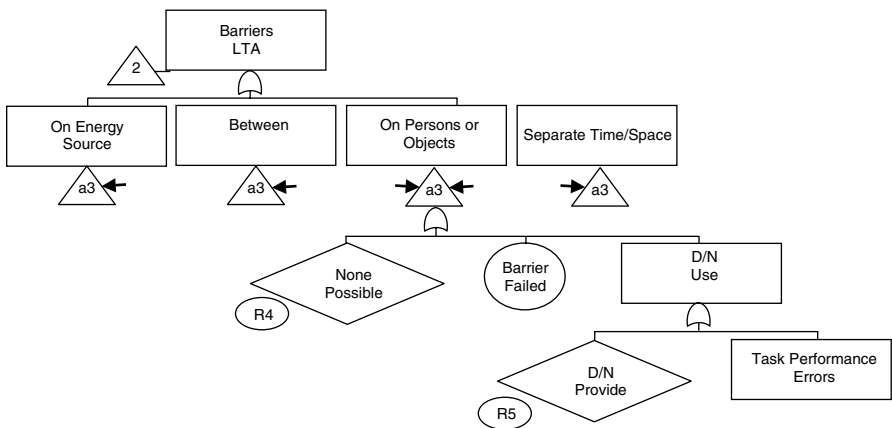 Barriers
LTA
2
On Energy
Source
Between
On Persons or
Objects
Separate Time/Space
a3
a3
a3
a3
None
Possible
Barrier
Failed
D/N
Use
R4
D/N
Provide
Task Performance
Errors
R5